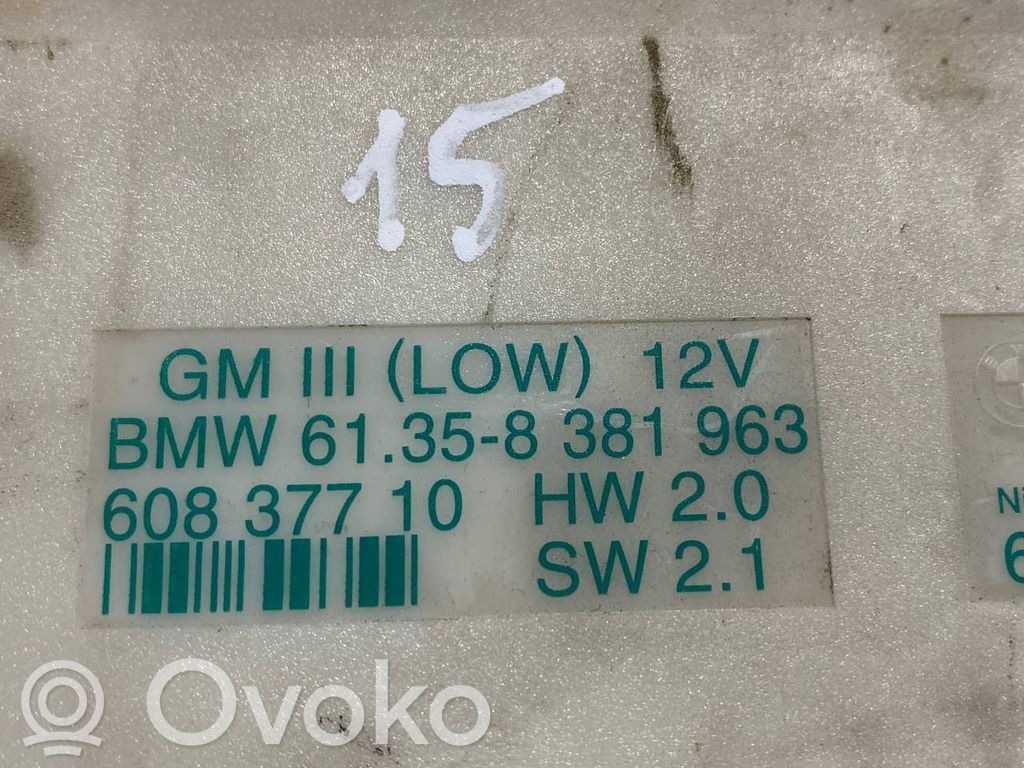 15
GM III (LOW) 12V
BMW 61.35-8 381 963
608 377 10 HW 2.0
SW 2.1
6
Ovoko